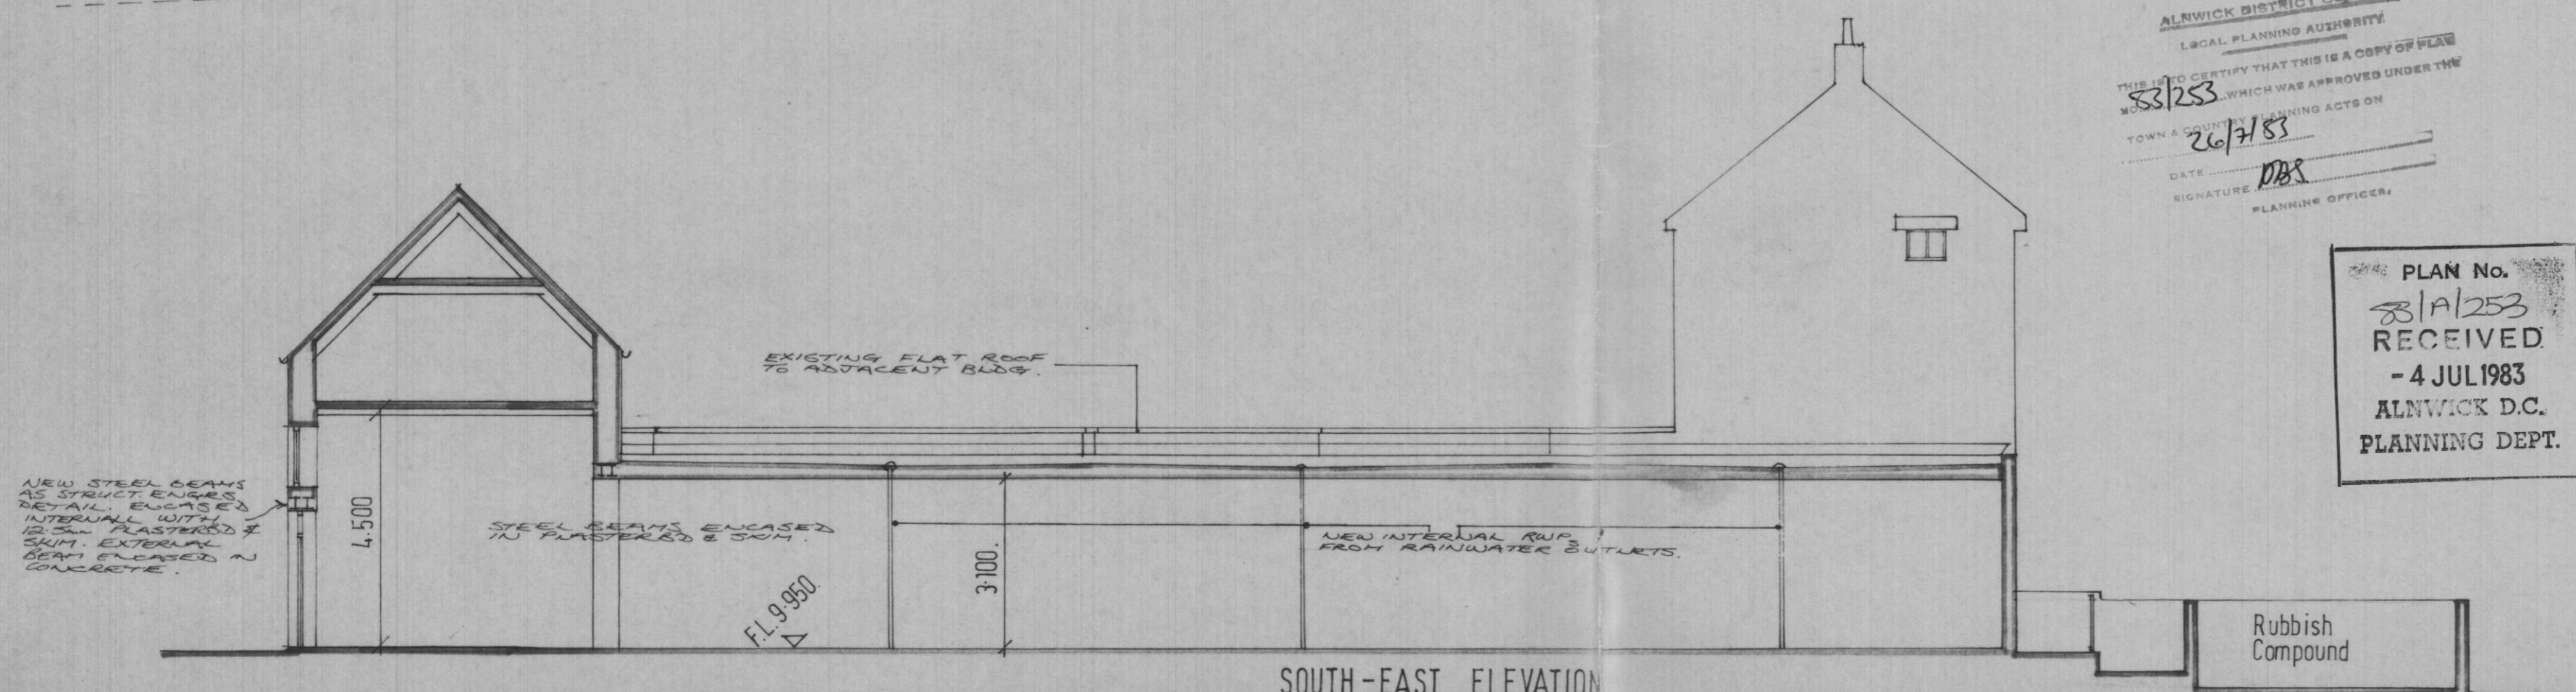 ALNWICK DISTRICT
LOCAL PLANNING AUTHORITY
THIS IS TO CERTIFY THAT THIS IS A COPY OF PLAN
NO. 83/253 WHICH WAS APPROVED UNDER THE
TOWN & COUNTRY PLANNING ACTS ON
26/7/83
DATE
SIGNATURE DBS
PLANNING OFFICER.
PLAN No.
83/A/253
RECEIVED
- 4 JUL 1983
ALNWICK D.C.
PLANNING DEPT.
EXISTING FLAT ROOF
TO ADJACENT BLDG.
NEW STEEL BEAMS
AS STRUCT. ENGRS
DETAIL. ENCASED
INTERNALL WITH
12.5mm PLASTERBD &
SKIM. EXTERNAL
BEAM ENCASED IN
CONCRETE.
4.500
STEEL BEAMS ENCASED
IN PLASTERBD & SKIM.
F.L. 9.950
3.100.
NEW INTERNAL RWPS
FROM RAINWATER OUTLETS.
Rubbish
Compound
SOUTH-EAST ELEVATION